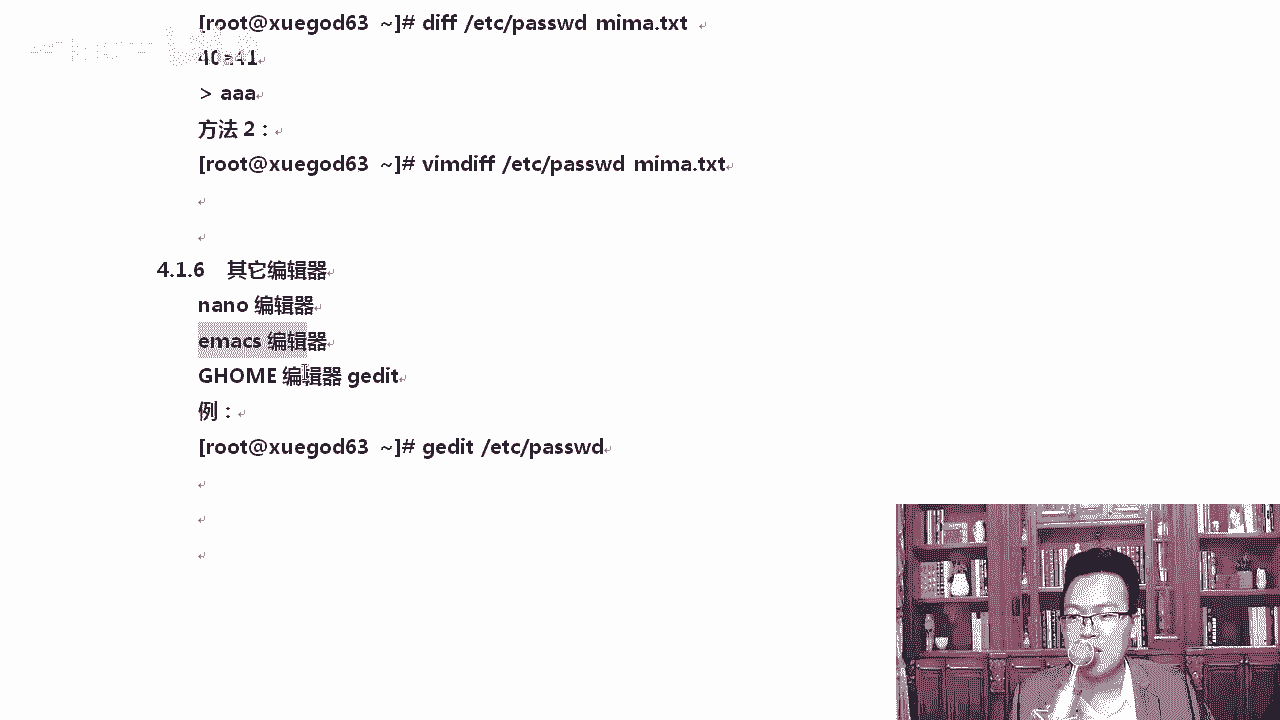 [root@xuegod63 ~]# diff /etc/passwd mima.txt
40a41
> aaa
方法 2：
[root@xuegod63 ~]# vimdiff /etc/passwd mima.txt
4.1.6 其它编辑器
nano 编辑器
emacs 编辑器
GHOME 编辑器 gedit
例：
[root@xuegod63 ~]# gedit /etc/passwd